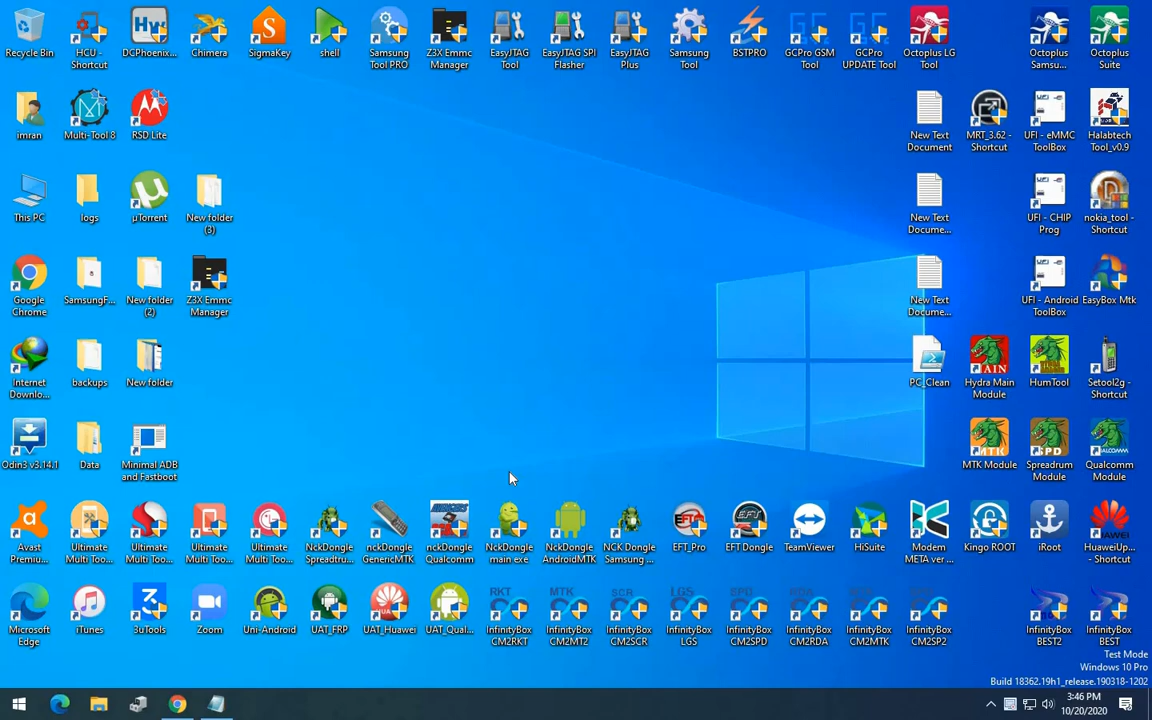 Recycle Bin
HCU -
Shortcut
DCPhoenix...
Chimera
SigmaKey
shell
Samsung
Tool PRO
Z3X Emmc
Manager
EasyJTAG
Tool
EasyJTAG SPI
Flasher
EasyJTAG
Plus
Samsung
Tool
BSTPRO
GCPro GSM
Tool
GCPro
UPDATE Tool
Octoplus LG
Tool
Octoplus
Samsu...
Octoplus
Suite
imran
Multi-Tool 8
RSD Lite
New Text
Document
MRT_3.62 -
Shortcut
UFI - eMMC
ToolBox
Halabtech
Tool_v0.9
This PC
logs
µTorrent
New folder
(3)
New Text
Docume...
UFI - CHIP
Prog
nokia_tool -
Shortcut
Google
Chrome
SamsungF...
New folder
(2)
Z3X Emmc
Manager
New Text
Docume...
UFI - Android
ToolBox
EasyBox Mtk
Internet
Downlo...
backups
New folder
PC_Clean
MAIN
Hydra Main
Module
HumTool
Setool2g -
Shortcut
Odin3 v3.14.1
Data
Minimal ADB
and Fastboot
MTK
MTK Module
SPD
Spreadrum
Module
QUALCOMM
Qualcomm
Module
Avast
Premiu...
Ultimate
Multi Too...
Ultimate
Multi Too...
Ultimate
Multi Too...
Ultimate
Multi Too...
NckDongle
Spreadtru...
nckDongle
GenericMTK
nckDongle
Qualcomm
NckDongle
main exe
NckDongle
AndroidMTK
NCK Dongle
Samsung ...
EFT_Pro
EFT Dongle
TeamViewer
HiSuite
Modem
META ver ...
Kingo ROOT
iRoot
HuaweiUp...
- Shortcut
Microsoft
Edge
iTunes
3uTools
Zoom
Uni-Android
UAT_FRP
UAT_Huawei
UAT_Qual...
InfinityBox
CM2RKT
InfinityBox
CM2MT2
InfinityBox
CM2SCR
InfinityBox
LGS
InfinityBox
CM2SPD
InfinityBox
CM2RDA
InfinityBox
CM2MTK
InfinityBox
CM2SP2
InfinityBox
BEST2
InfinityBox
BEST
Test Mode
Windows 10 Pro
Build 18362.19h1_release.190318-1202
3:46 PM
10/20/2020